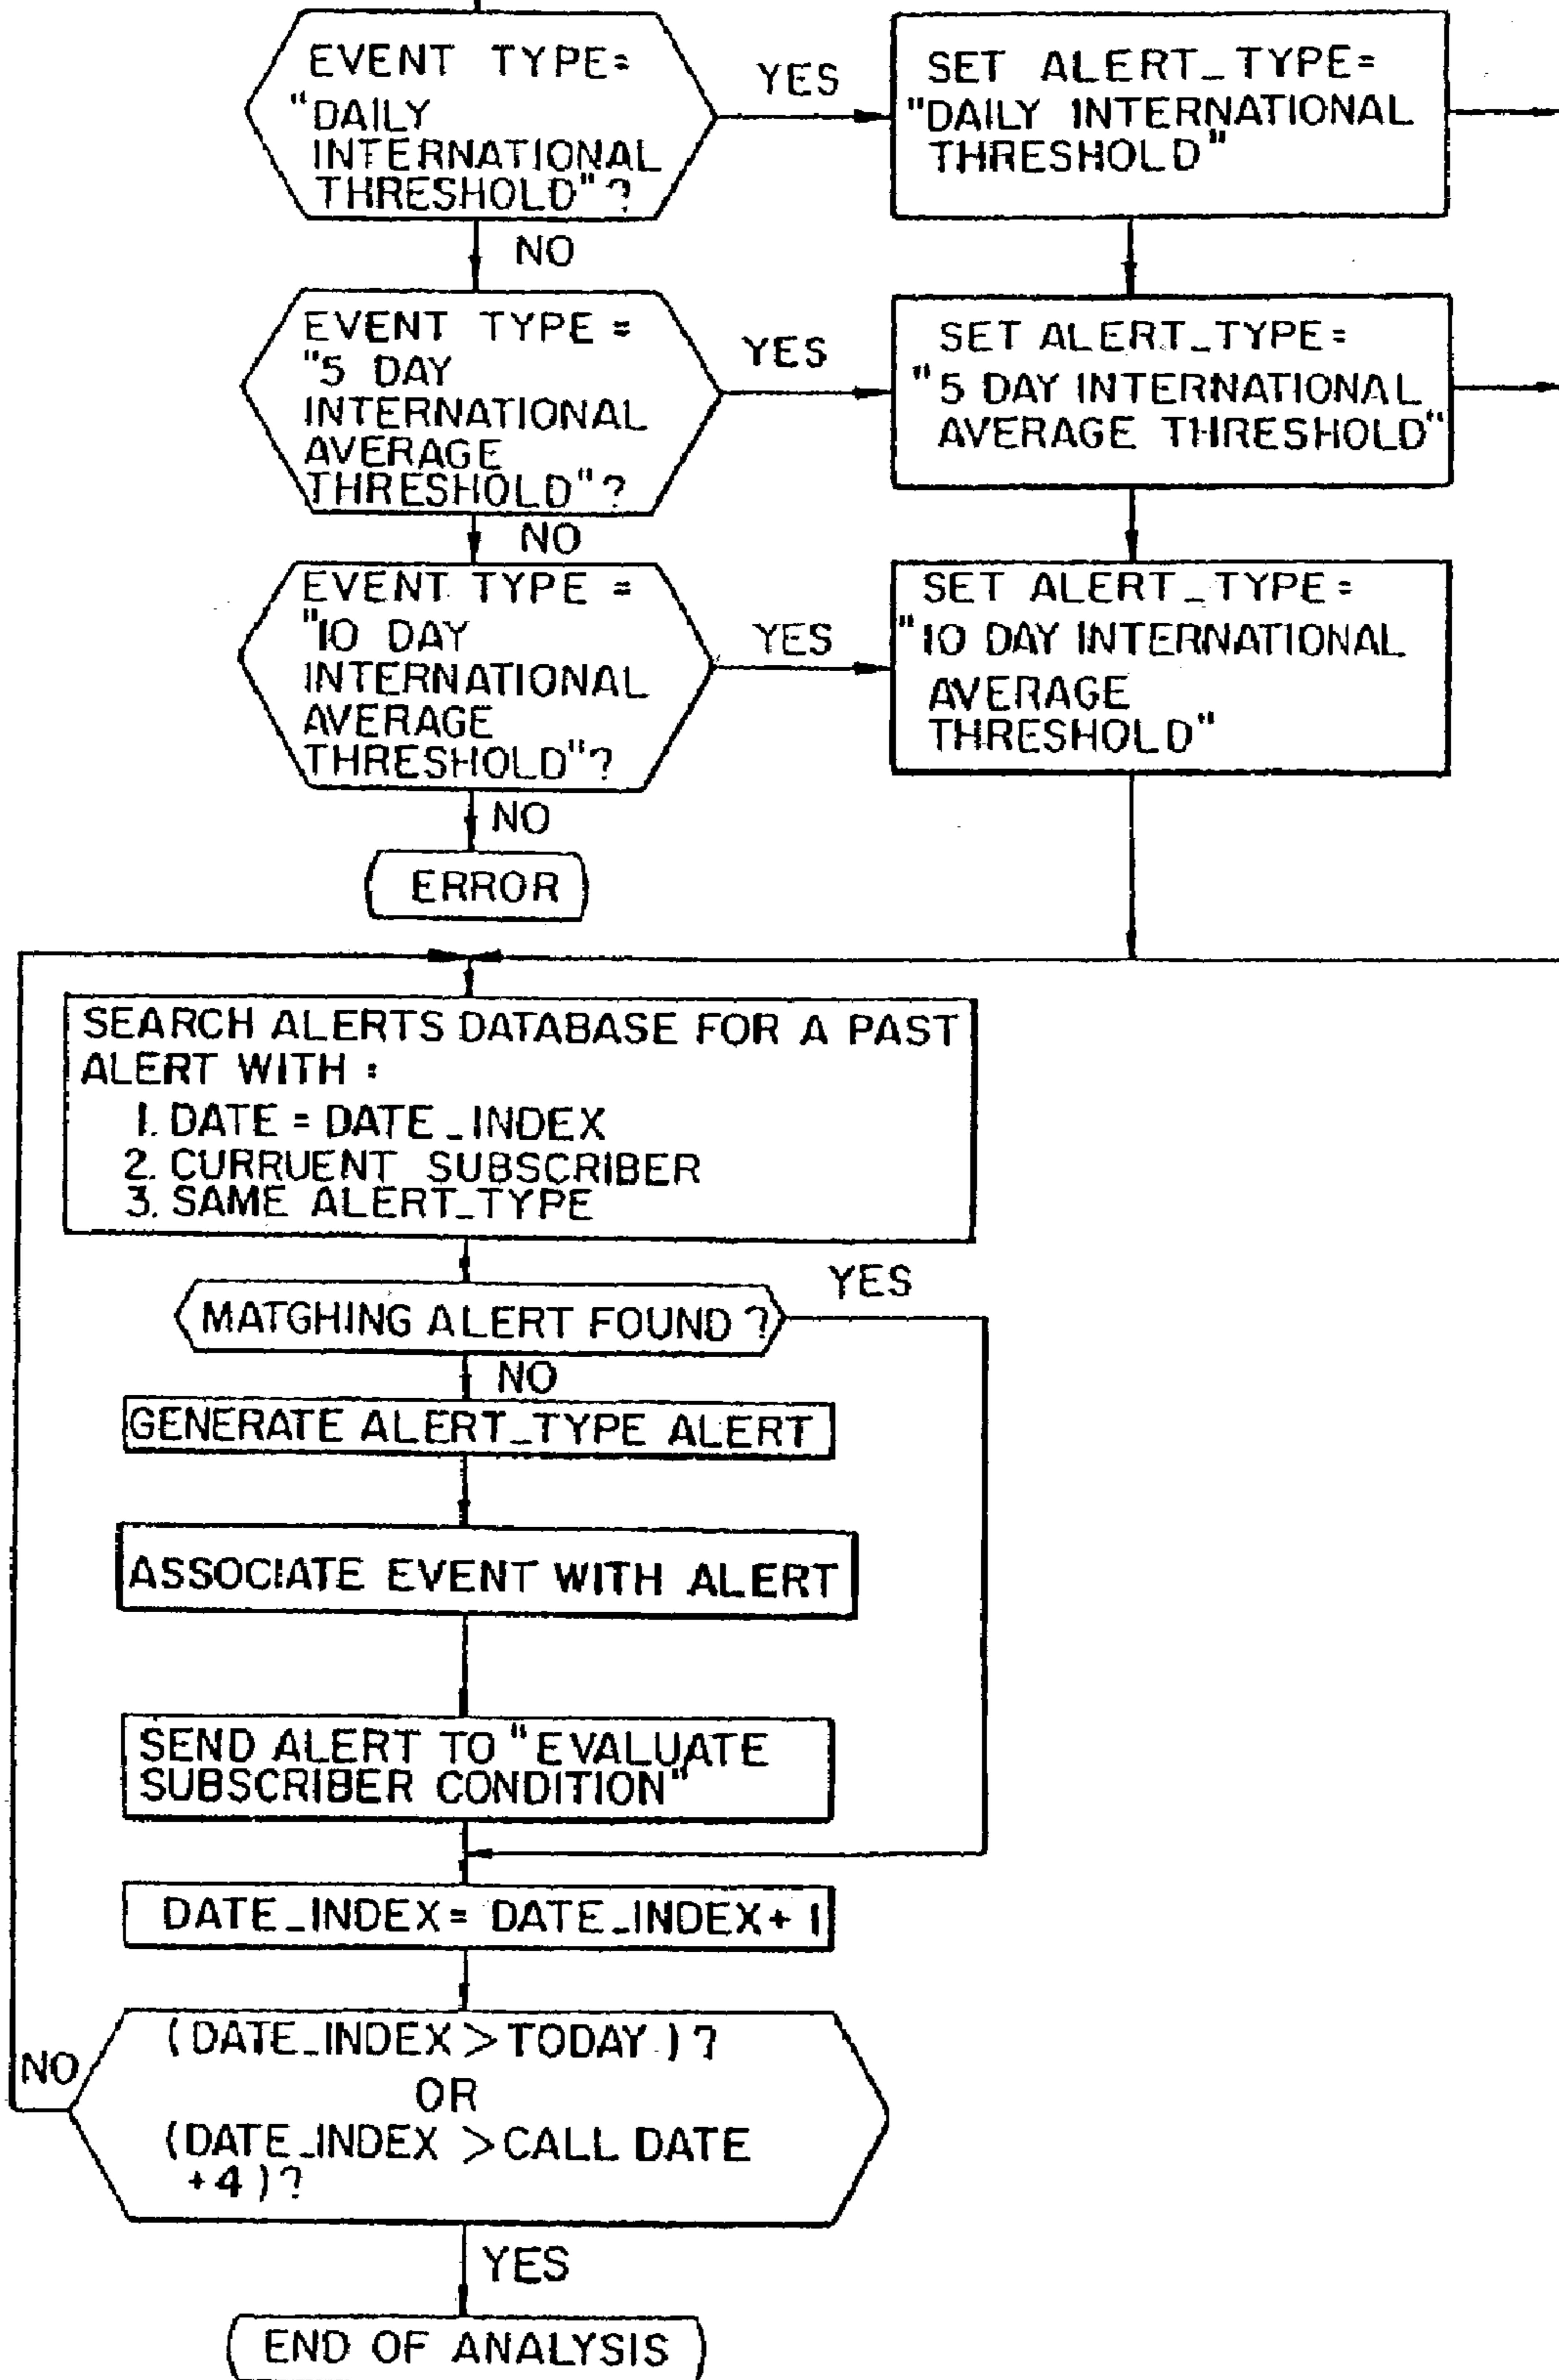 EVENT TYPE=
"DAILY
INTERNATIONAL
THRESHOLD"?
YES
SET ALERT_TYPE=
"DAILY INTERNATIONAL
THRESHOLD"
NO
EVENT TYPE =
"5 DAY
INTERNATIONAL
AVERAGE
THRESHOLD"?
YES
SET ALERT_TYPE=
"5 DAY INTERNATIONAL
AVERAGE THRESHOLD"
NO
EVENT TYPE =
"10 DAY
INTERNATIONAL
AVERAGE
THRESHOLD"?
YES
SET ALERT_TYPE=
"10 DAY INTERNATIONAL
AVERAGE
THRESHOLD"
NO
ERROR
SEARCH ALERTS DATABASE FOR A PAST
ALERT WITH :
1. DATE = DATE_INDEX
2. CURRUENT SUBSCRIBER
3. SAME ALERT_TYPE
MATGHING ALERT FOUND ?
YES
NO
GENERATE ALERT_TYPE ALERT
ASSOCIATE EVENT WITH ALERT
SEND ALERT TO "EVALUATE
SUBSCRIBER CONDITION"
DATE_INDEX= DATE_INDEX+ 1
(DATE_INDEX > TODAY )?
OR
(DATE_INDEX > CALL DATE
+4 )?
NO
YES
END OF ANALYSIS